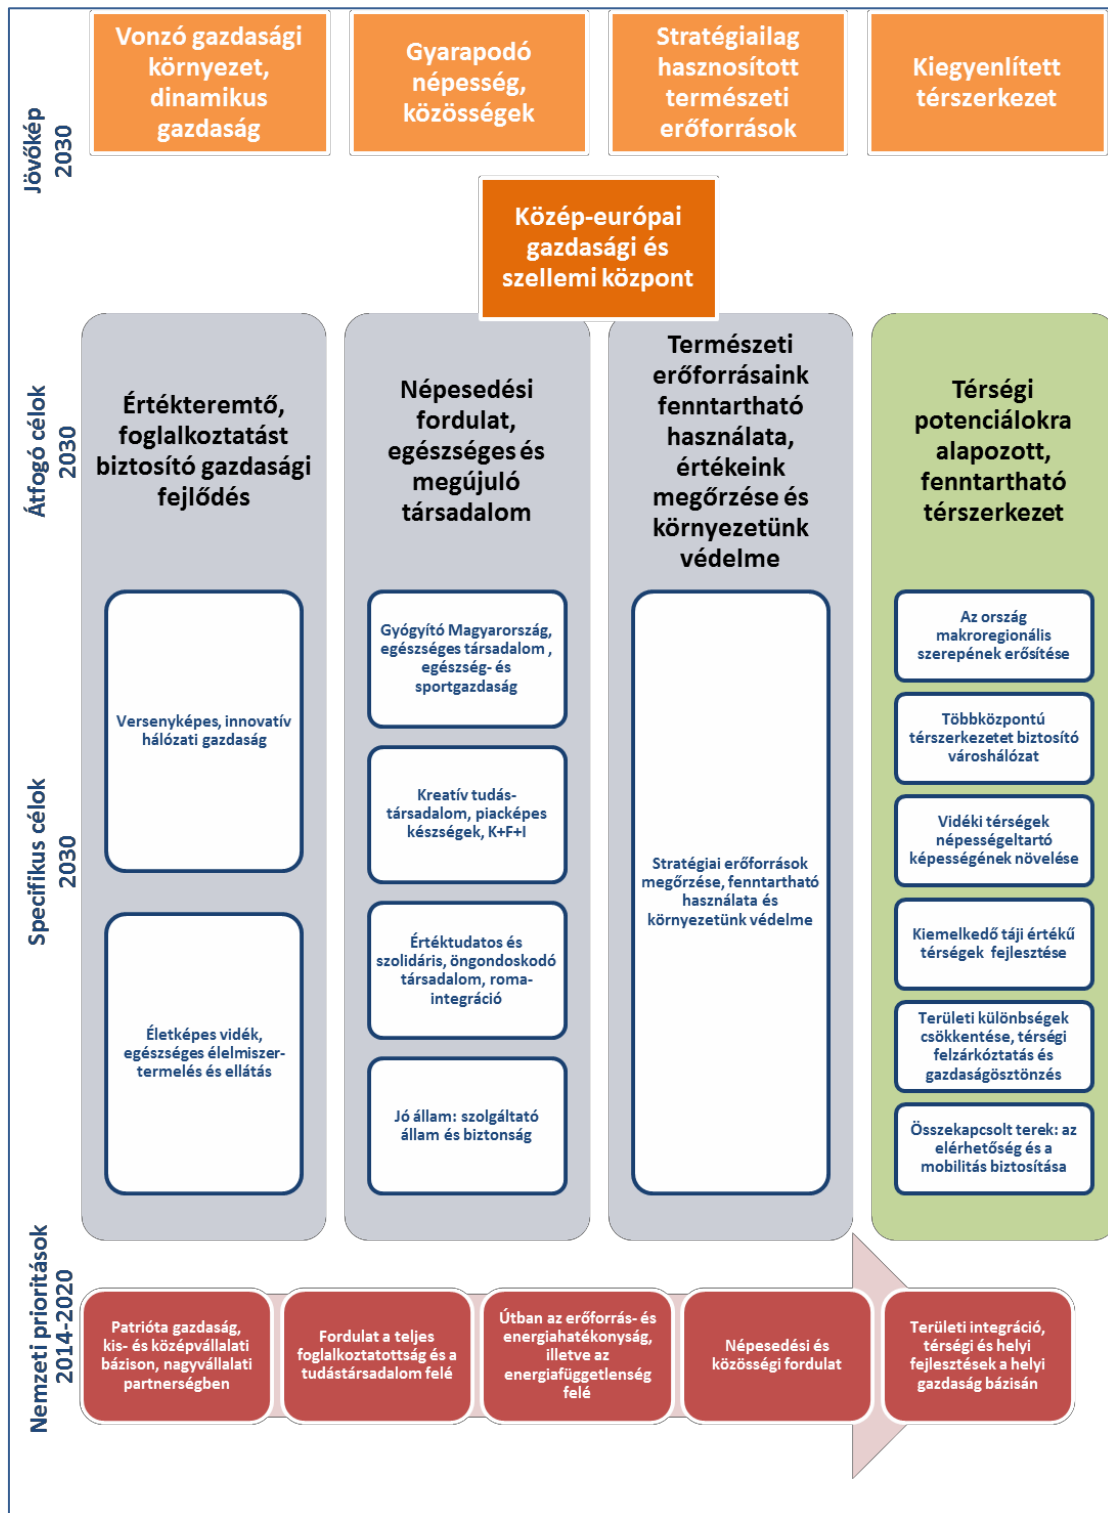 Jövőkép
2030
Vonzó gazdasági
környezet,
dinamikus
gazdaság
Gyarapodó
népesség,
közösségek
Stratégiailag
hasznosított
természeti
erőforrások
Kiegyenlített
térszerkezet
Közép-európai
gazdasági és
szellemi központ
Átfogó célok
2030
Értékteremtő,
foglalkoztatást
biztosító gazdasági
fejlődés
Népesedési
fordulat,
egészséges és
megújuló
társadalom
Természeti
erőforrásaink
fenntartható
használata,
értékeink
megőrzése és
környezetünk
védelme
Térségi
potenciálokra
alapozott,
fenntartható
térszerkezet
Specifikus célok
2030
Versenyképes, innovatív
hálózati gazdaság
Életképes vidék,
egészséges élelmiszer-
termelés és ellátás
Gyógyító Magyarország,
egészséges társadalom ,
egészség- és
sportgazdaság
Kreatív tudás-
társadalom, piacképes
készségek, K+F+I
Értéktudatos és
szolidáris, öngondoskodó
társadalom, roma-
integráció
Jó állam: szolgáltató
állam és biztonság
Stratégiai erőforrások
megőrzése, fenntartható
használata és
környezetünk védelme
Az ország
makroregionális
szerepének erősítése
Többközpontú
térszerkezetet biztosító
városhálózat
Vidéki térségek
népességeltartó
képességének növelése
Kiemelkedő táji értékű
térségek  fejlesztése
Területi különbségek
csökkentése, térségi
felzárkóztatás és
gazdaságösztönzés
Összekapcsolt terek: az
elérhetőség és a
mobilitás biztosítása
Nemzeti prioritások
2014-2020
Patrióta gazdaság,
kis- és középvállalati
bázison, nagyvállalati
partnerségben
Fordulat a teljes
foglalkoztatottság és a
tudástársadalom felé
Útban az erőforrás- és
energiahatékonyság,
illetve az
energiafüggetlenség
felé
Népesedési és
közösségi fordulat
Területi integráció,
térségi és helyi
fejlesztések a helyi
gazdaság bázisán